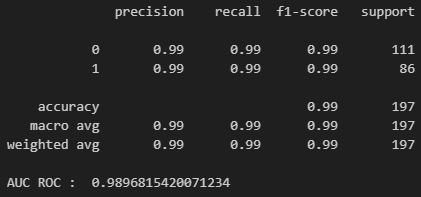 precision recall f1-score support
0 0.99 0.99 0.99 111
1 0.99 0.99 0.99 86
accuracy 0.99 197
macro avg 0.99 0.99 0.99 197
weighted avg 0.99 0.99 0.99 197
AUC ROC : 0.9896815420071234